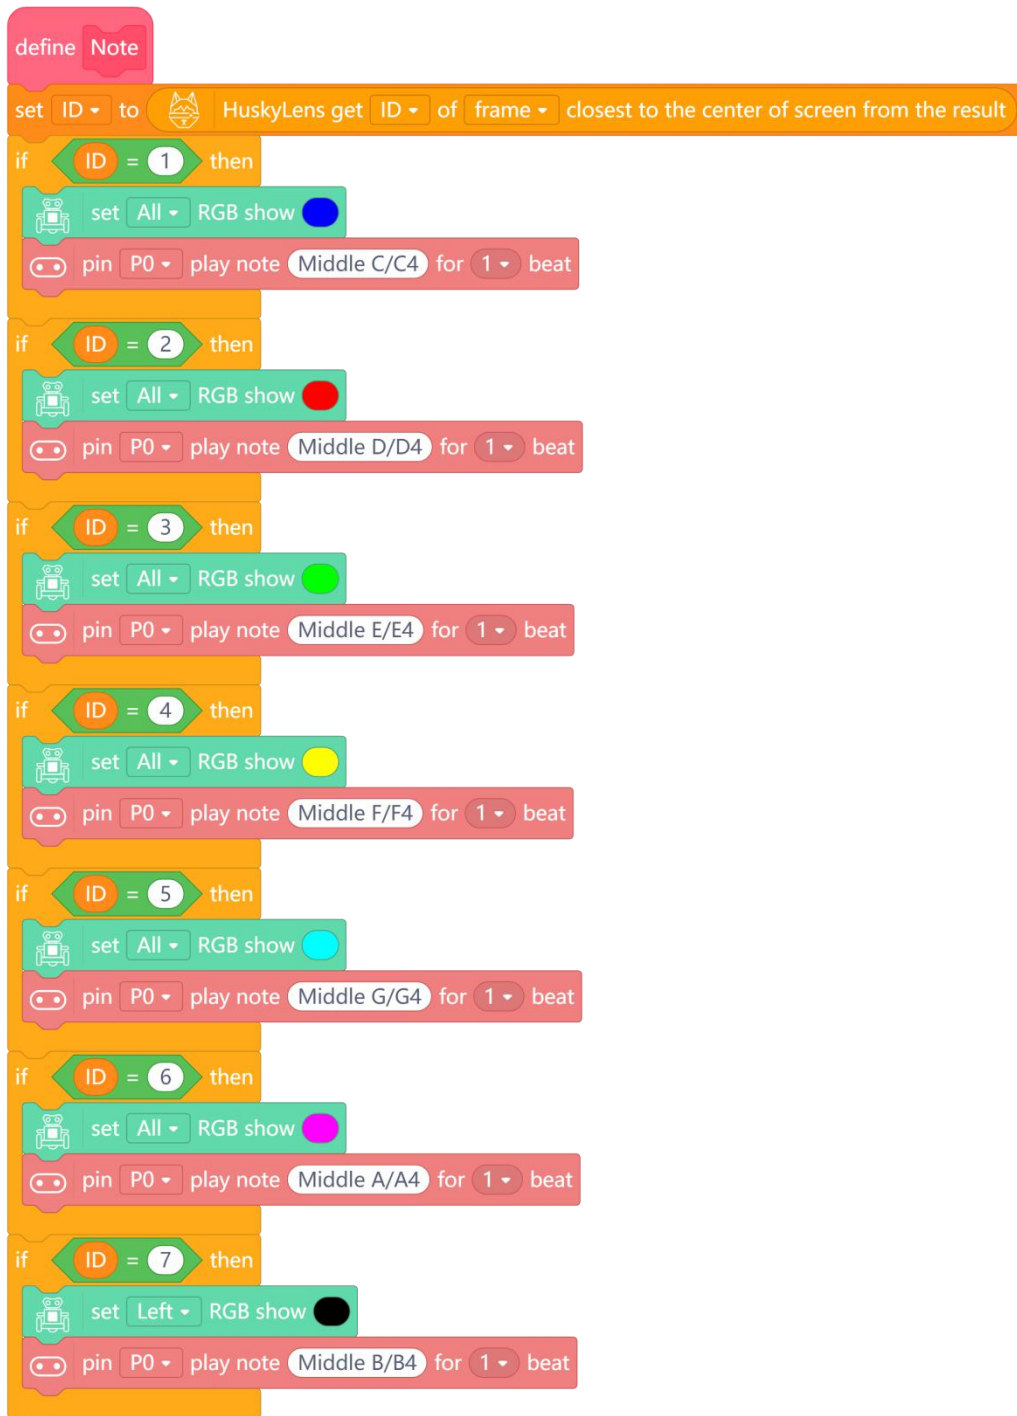 define Note
set ID to HuskyLens get ID of frame closest to the center of screen from the result
if ID = 1 then
set All RGB show
pin P0 play note Middle C/C4 for 1 beat
if ID = 2 then
set All RGB show
pin P0 play note Middle D/D4 for 1 beat
if ID = 3 then
set All RGB show
pin P0 play note Middle E/E4 for 1 beat
if ID = 4 then
set All RGB show
pin P0 play note Middle F/F4 for 1 beat
if ID = 5 then
set All RGB show
pin P0 play note Middle G/G4 for 1 beat
if ID = 6 then
set All RGB show
pin P0 play note Middle A/A4 for 1 beat
if ID = 7 then
set Left RGB show
pin P0 play note Middle B/B4 for 1 beat